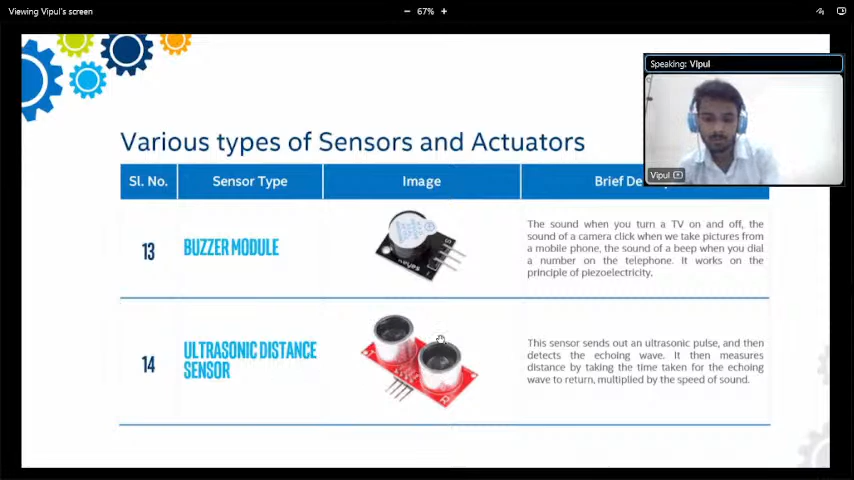 Viewing Vipul's screen
67%
Speaking: Vipul
Vipul
Various types of Sensors and Actuators
Sl. No.
Sensor Type
Image
Brief De
13
BUZZER MODULE
The sound when you turn a TV on and off, the
sound of a camera click when we take pictures from
a mobile phone, the sound of a beep when you dial
a number on the telephone. It works on the
principle of piezoelectricity.
14
ULTRASONIC DISTANCE
SENSOR
This sensor sends out an ultrasonic pulse, and then
detects the echoing wave. It then measures
distance by taking the time taken for the echoing
wave to return, multiplied by the speed of sound.